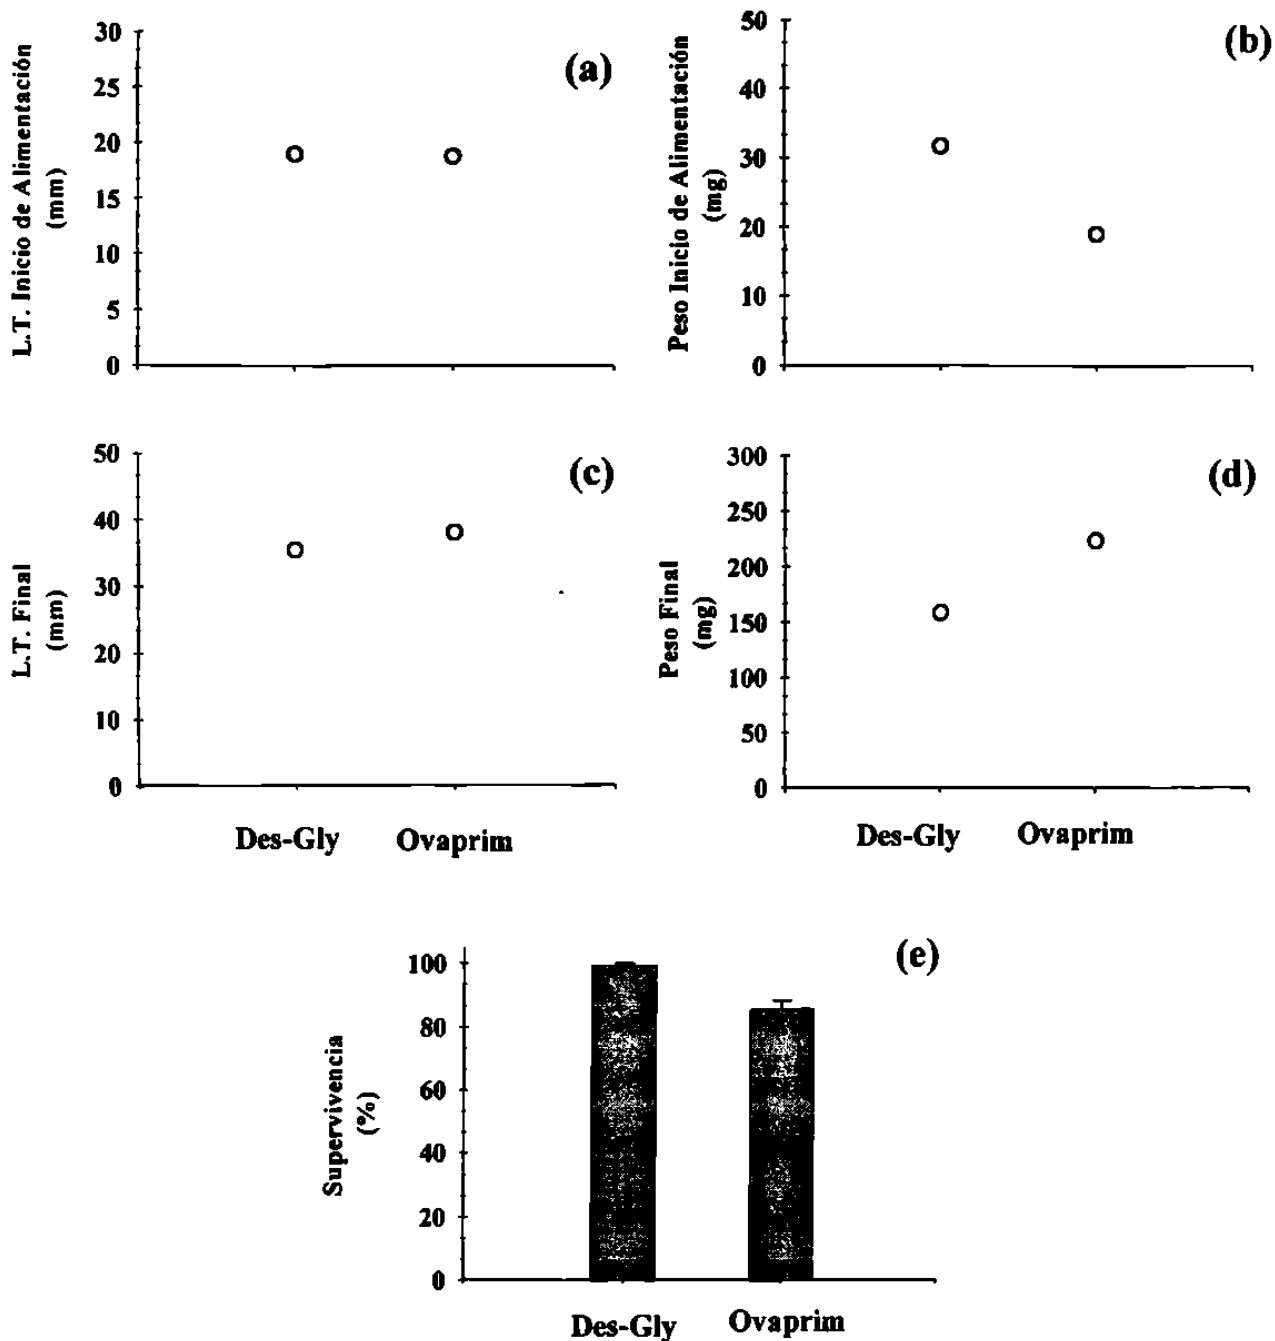 L.T. Inicio de Alimentación
(mm)
30
25
20
15
10
5
0
(a)
Peso Inicio de Alimentación
(mg)
50
40
30
20
10
0
(b)
L.T. Final
(mm)
50
40
30
20
10
0
(c)
Des-Gly Ovaprim
Peso Final
(mg)
300
250
200
150
100
50
0
(d)
Des-Gly Ovaprim
Supervivencia
(%)
100
80
60
40
20
0
(e)
Des-Gly Ovaprim